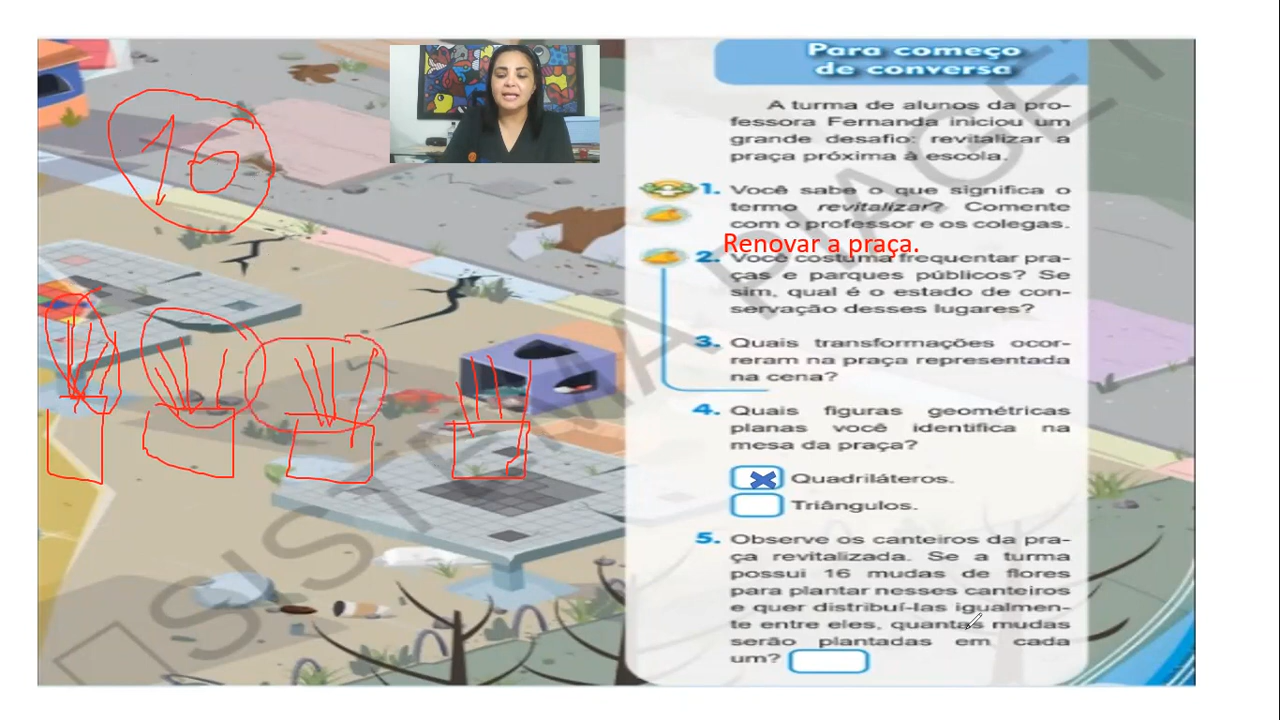 16
Para começo
de conversa
A turma de alunos da pro-
fessora Fernanda iniciou um
grande desafio: revitalizar a
praça próxima à escola.
1. Você sabe o que significa o
termo revitalizar? Comente
com o professor e os colegas.
Renovar a praça.
2. Você costuma frequentar pra-
ças e parques públicos? Se
sim, qual é o estado de con-
servação desses lugares?
3. Quais transformações ocor-
reram na praça representada
na cena?
4. Quais figuras geométricas
planas você identifica na
mesa da praça?
Quadriláteros.
Triângulos.
5. Observe os canteiros da pra-
ça revitalizada. Se a turma
possui 16 mudas de flores
para plantar nesses canteiros
e quer distribuí-las igualmen-
te entre eles, quantas mudas
serão plantadas em cada
um?
SISTEMA PIAGET